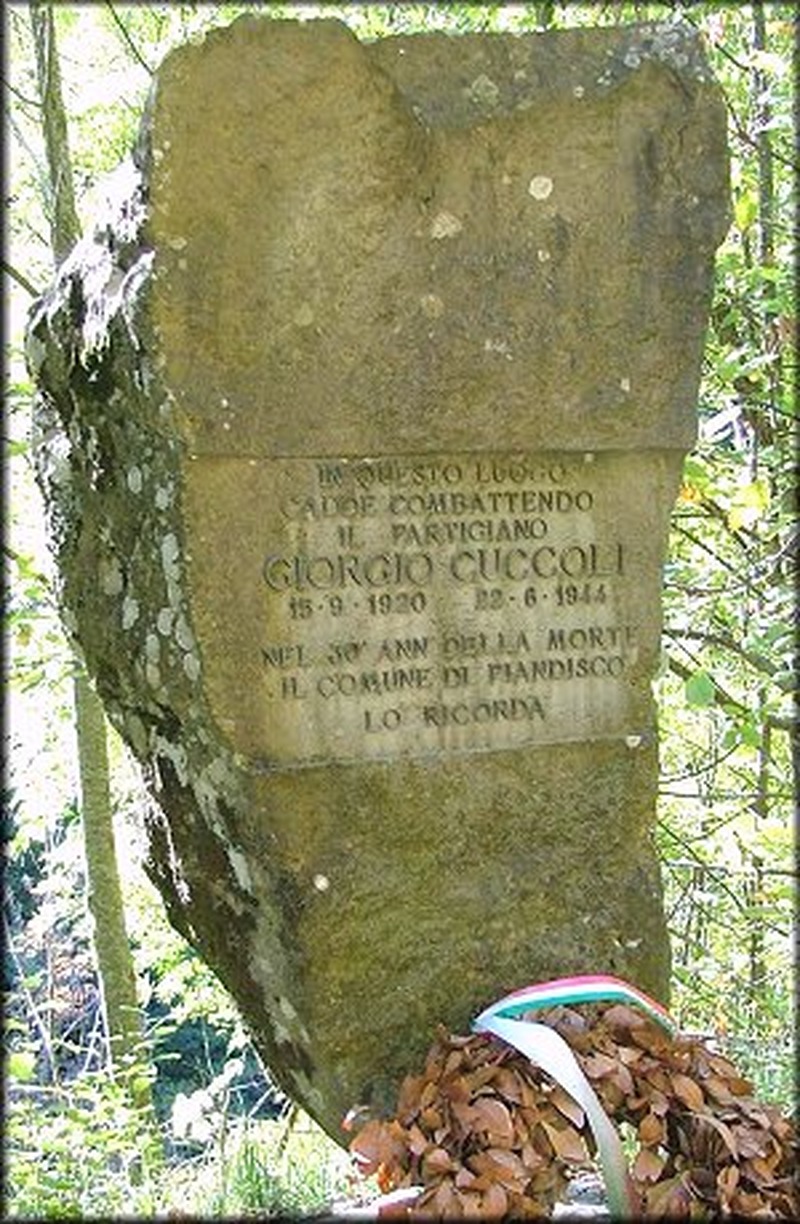 IN QUESTO LUOGO
CADDE COMBATTENDO
IL PARTIGIANO
GIORGIO CUCCOLI
15·9·1920 22·6·1944
NEL 30° ANN DELLA MORTE
IL COMUNE DI PIANDISCO
LO RICORDA